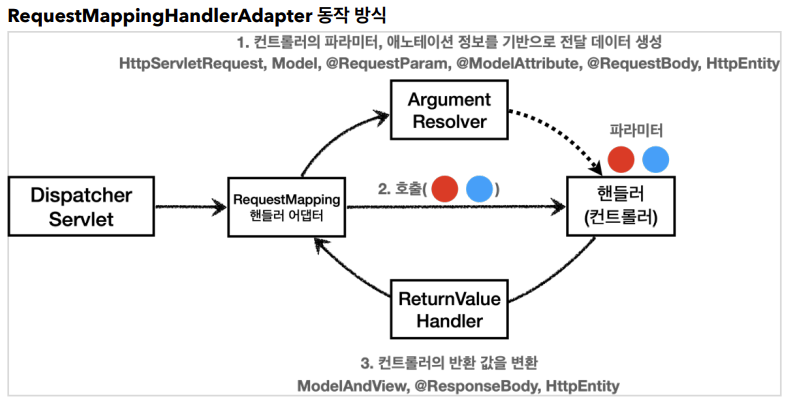 RequestMappingHandlerAdapter 동작 방식
1. 컨트롤러의 파라미터, 애노테이션 정보를 기반으로 전달 데이터 생성
HttpServletRequest, Model, @RequestParam, @ModelAttribute, @RequestBody, HttpEntity
Argument
Resolver
파라미터
Dispatcher
Servlet
RequestMapping
핸들러 어댑터
2. 호출( )
핸들러
(컨트롤러)
ReturnValue
Handler
3. 컨트롤러의 반환 값을 변환
ModelAndView, @ResponseBody, HttpEntity